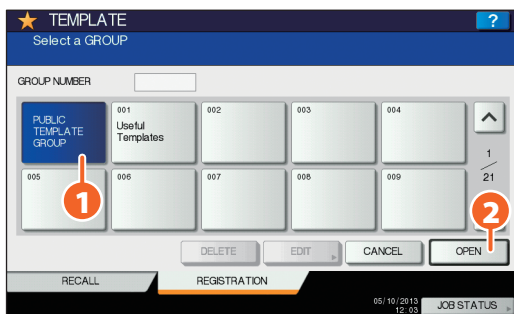 TEMPLATE
?
Select a GROUP
GROUP NUMBER
PUBLIC
TEMPLATE
GROUP
001
Useful
Templates
002
003
004
1
21
005
006
007
008
009
1
2
DELETE
EDIT
CANCEL
OPEN
RECALL
REGISTRATION
05/10/2013
12:03
JOB STATUS